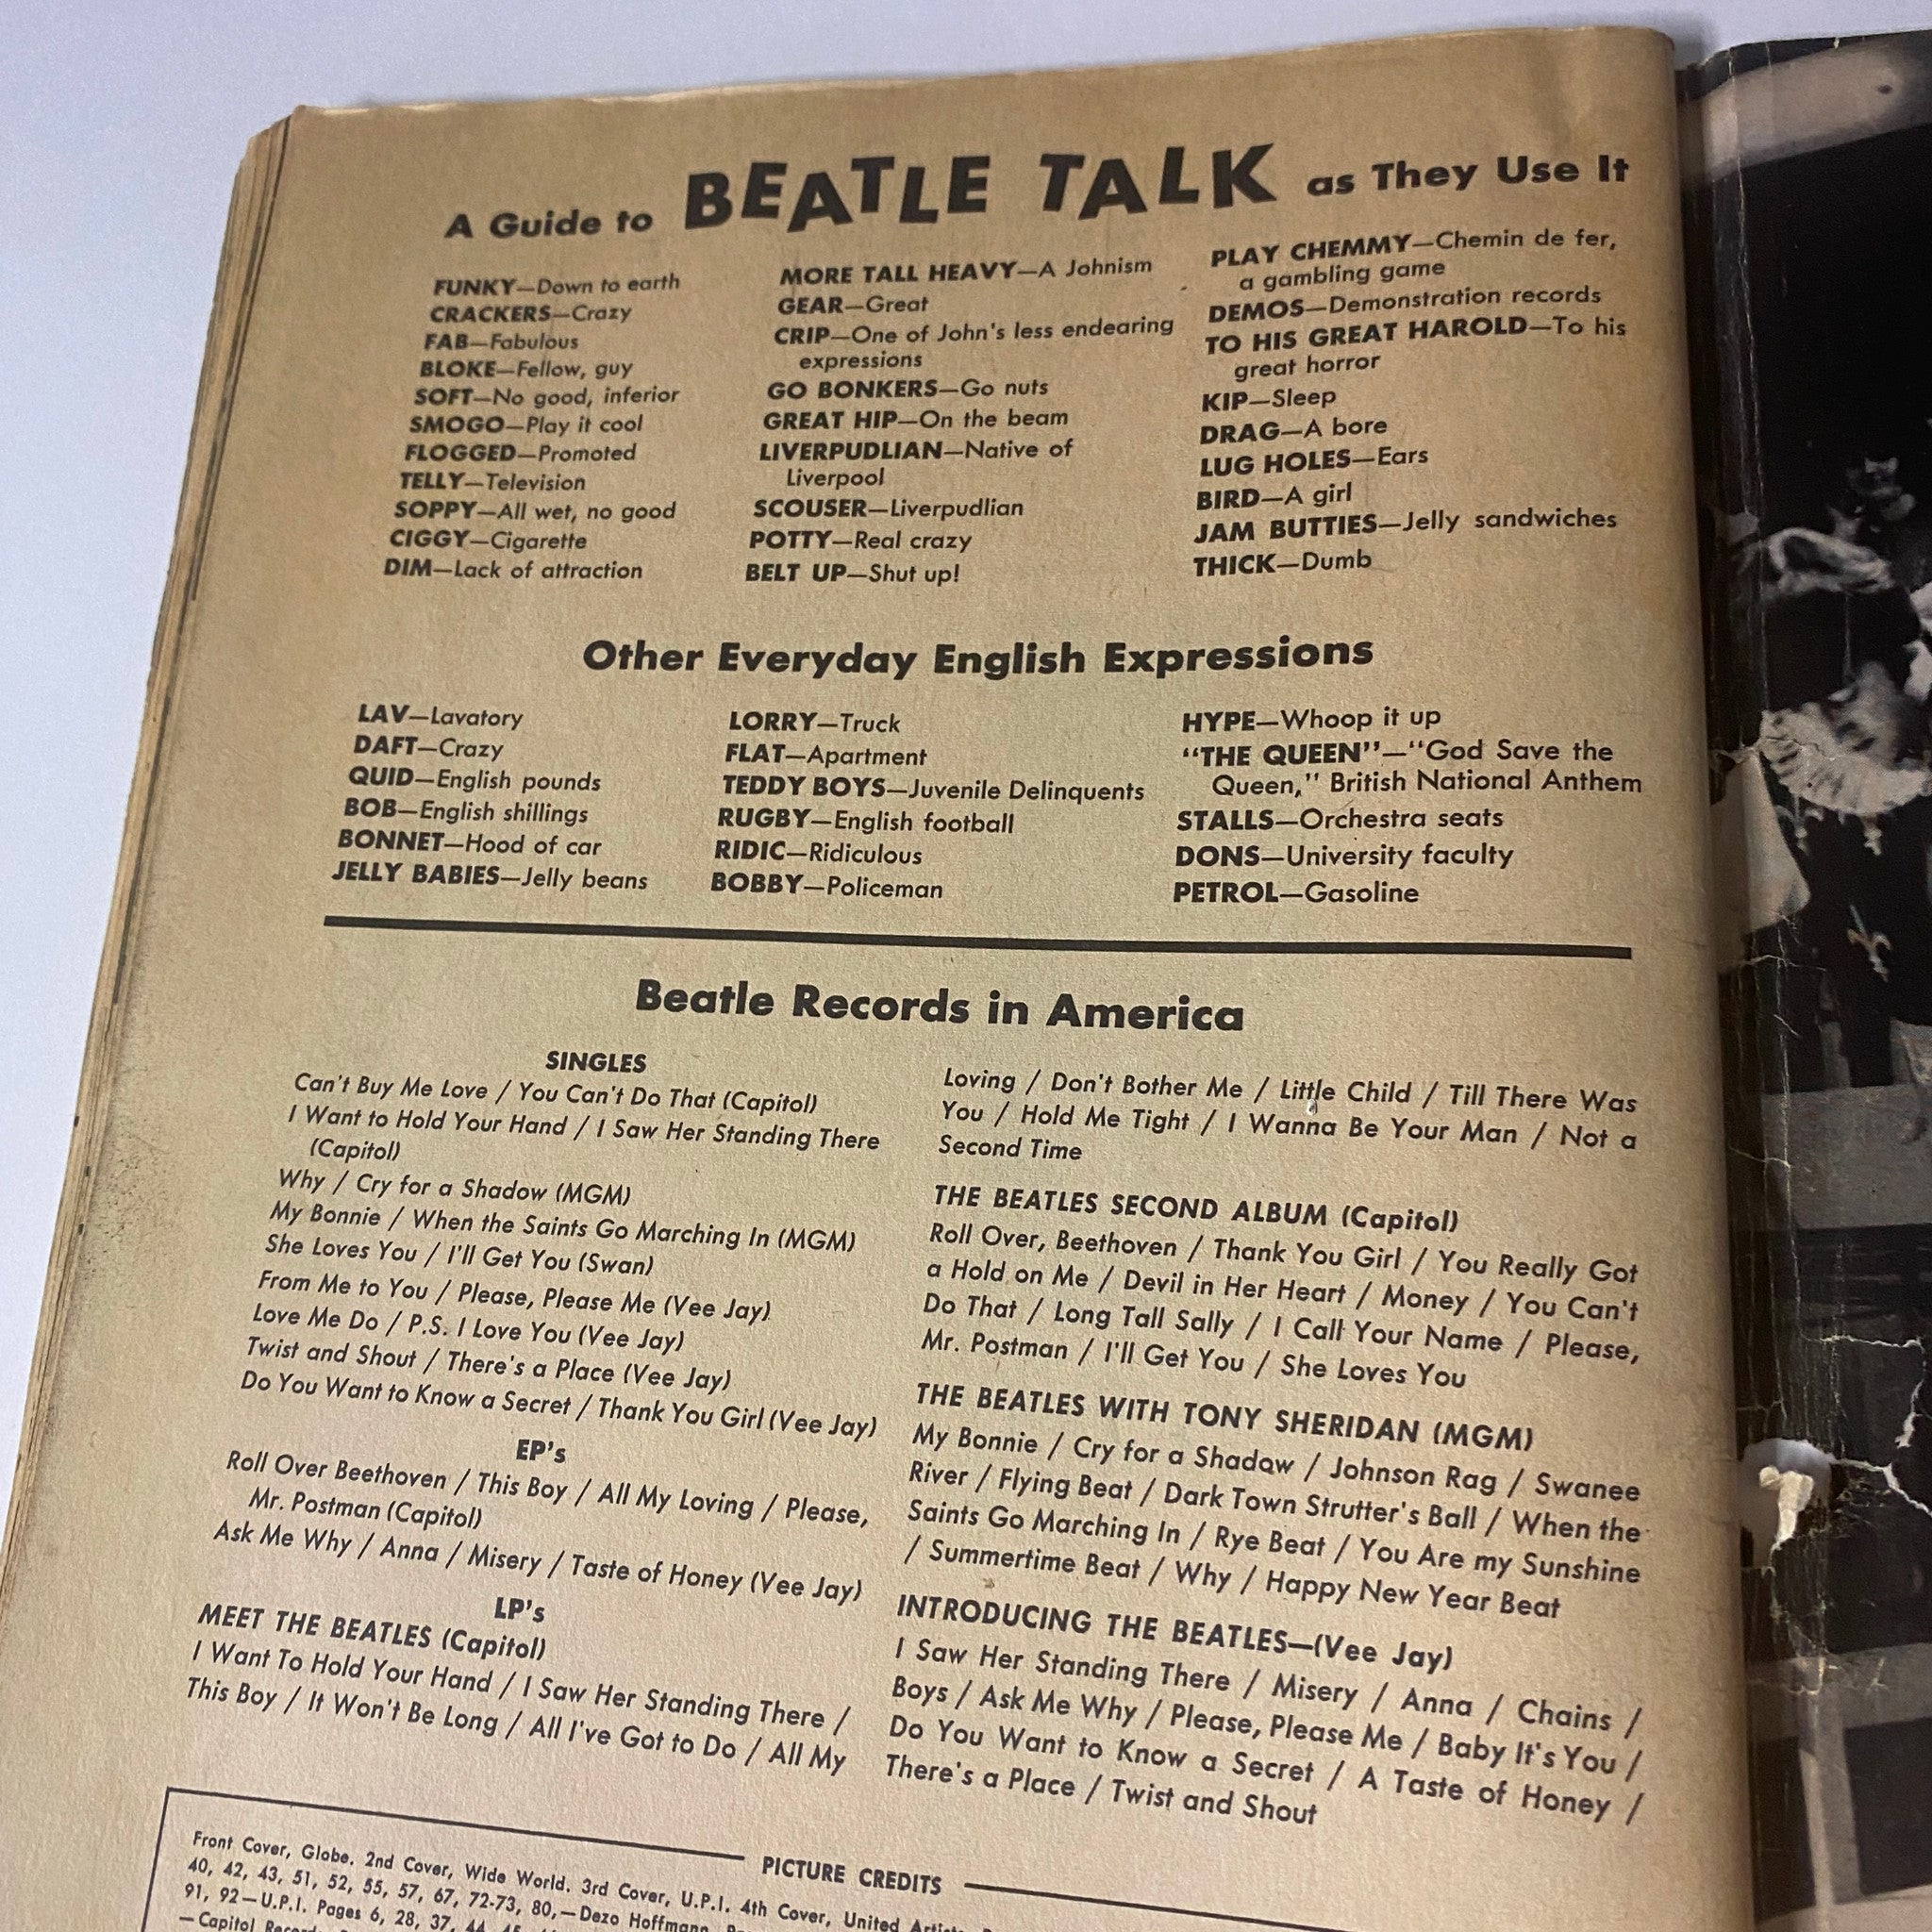 A Guide to BEATLE TALK as They Use It
FUNKY—Down to earth
CRACKERS—Crazy
FAB—Fabulous
BLOKE—Fellow, guy
SOFT—No good, inferior
SMOGO—Play it cool
FLOGGED—Promoted
TELLY—Television
SOPPY—All wet, no good
CIGGY—Cigarette
DIM—Lack of attraction
MORE TALL HEAVY—A Johnism
GEAR—Great
CRIP—One of John's less endearing
expressions
GO BONKERS—Go nuts
GREAT HIP—On the beam
LIVERPUDLIAN—Native of
Liverpool
SCOUSER—Liverpudlian
POTTY—Real crazy
BELT UP—Shut up!
PLAY CHEMMY—Chemin de fer,
a gambling game
DEMOS—Demonstration records
TO HIS GREAT HAROLD—To his
great horror
KIP—Sleep
DRAG—A bore
LUG HOLES—Ears
BIRD—A girl
JAM BUTTIES—Jelly sandwiches
THICK—Dumb
Other Everyday English Expressions
LAV—Lavatory
DAFT—Crazy
QUID—English pounds
BOB—English shillings
BONNET—Hood of car
JELLY BABIES—Jelly beans
LORRY—Truck
FLAT—Apartment
TEDDY BOYS—Juvenile Delinquents
RUGBY—English football
RIDIC—Ridiculous
BOBBY—Policeman
HYPE—Whoop it up
"THE QUEEN"—"God Save the
Queen," British National Anthem
STALLS—Orchestra seats
DONS—University faculty
PETROL—Gasoline
Beatle Records in America
SINGLES
Can't Buy Me Love / You Can't Do That (Capitol)
I Want to Hold Your Hand / I Saw Her Standing There
(Capitol)
Why / Cry for a Shadow (MGM)
My Bonnie / When the Saints Go Marching In (MGM)
She Loves You / I'll Get You (Swan)
From Me to You / Please, Please Me (Vee Jay)
Love Me Do / P.S. I Love You (Vee Jay)
Twist and Shout / There's a Place (Vee Jay)
Do You Want to Know a Secret / Thank You Girl (Vee Jay)
EP's
Roll Over Beethoven / This Boy / All My Loving / Please,
Mr. Postman (Capitol)
Ask Me Why / Anna / Misery / Taste of Honey (Vee Jay)
LP's
MEET THE BEATLES (Capitol)
I Want To Hold Your Hand / I Saw Her Standing There /
This Boy / It Won't Be Long / All I've Got to Do / All My
Loving / Don't Bother Me / Little Child / Till There Was
You / Hold Me Tight / I Wanna Be Your Man / Not a
Second Time
THE BEATLES SECOND ALBUM (Capitol)
Roll Over, Beethoven / Thank You Girl / You Really Got
a Hold on Me / Devil in Her Heart / Money / You Can't
Do That / Long Tall Sally / I Call Your Name / Please,
Mr. Postman / I'll Get You / She Loves You
THE BEATLES WITH TONY SHERIDAN (MGM)
My Bonnie / Cry for a Shadow / Johnson Rag / Swanee
River / Flying Beat / Dark Town Strutter's Ball / When the
Saints Go Marching In / Rye Beat / You Are my Sunshine
/ Summertime Beat / Why / Happy New Year Beat
INTRODUCING THE BEATLES—(Vee Jay)
I Saw Her Standing There / Misery / Anna / Chains /
Boys / Ask Me Why / Please, Please Me / Baby It's You /
Do You Want to Know a Secret / A Taste of Honey /
There's a Place / Twist and Shout
PICTURE CREDITS
Front Cover, Globe. 2nd Cover, Wide World. 3rd Cover, U.P.I. 4th Cover, United
40, 42, 43, 51, 52, 55, 57, 67, 72-73, 80,—Dezo Hoffmann
91, 92—U.P.I. Pages 6, 28, 37,
—Capitol